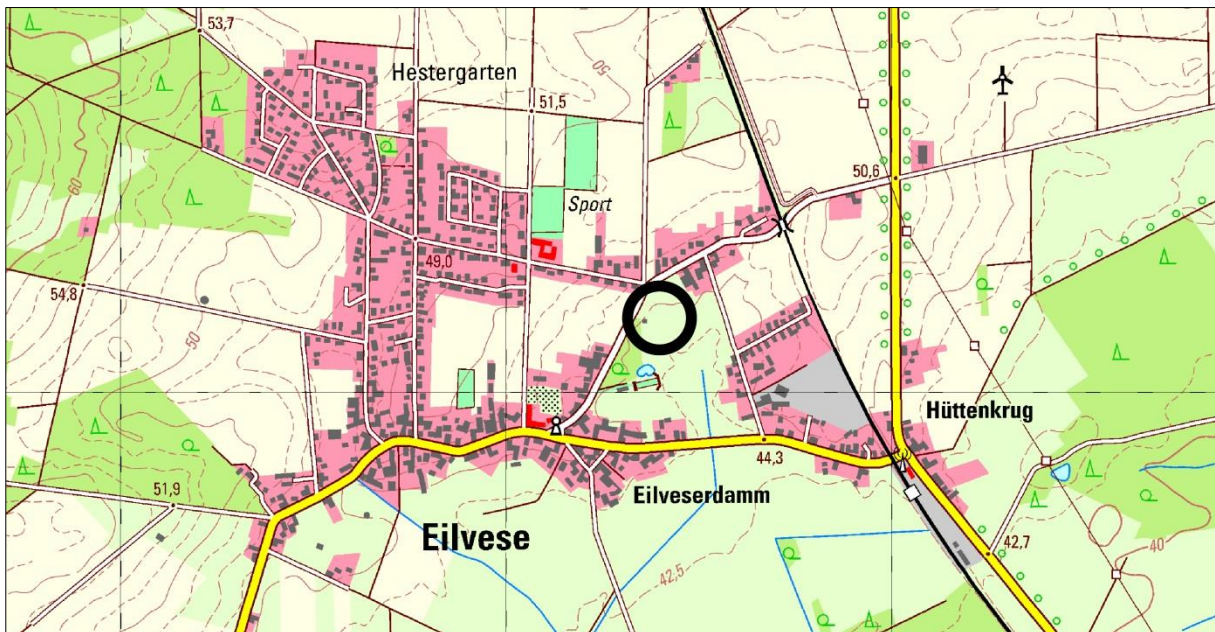 53,7
Hestergarten
50
51,5
60
50,6
Sport
49,0
54,8
50
Hüttenkrug
44,3
51,9
Eilveserdamm
Eilvese
42,7
40
42,5